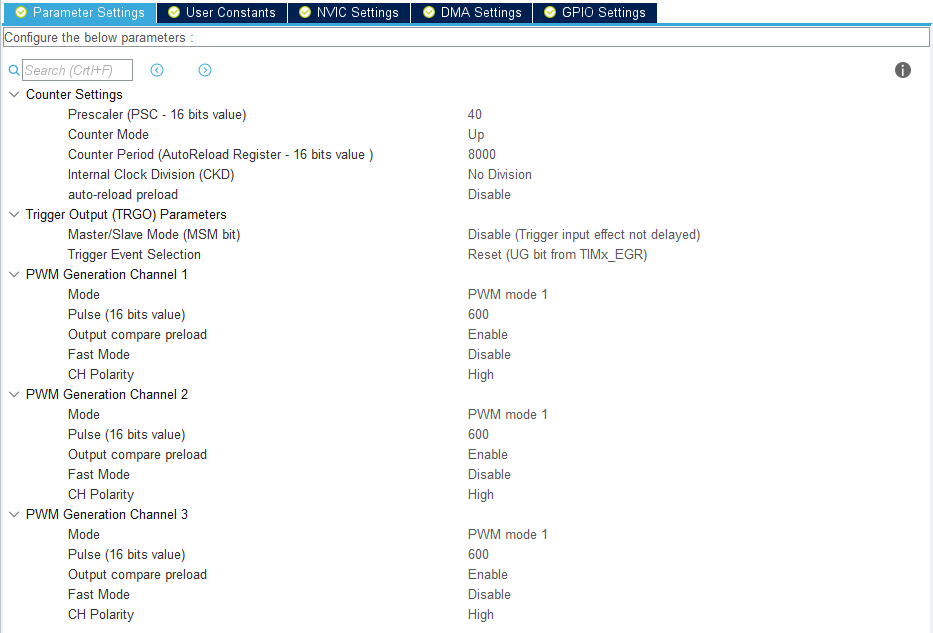 Parameter Settings User Constants NVIC Settings DMA Settings GPIO Settings
Configure the below parameters :
Search (Crtl+F)
Counter Settings
Prescaler (PSC - 16 bits value) 40
Counter Mode Up
Counter Period (AutoReload Register - 16 bits value ) 8000
Internal Clock Division (CKD) No Division
auto-reload preload Disable
Trigger Output (TRGO) Parameters
Master/Slave Mode (MSM bit) Disable (Trigger input effect not delayed)
Trigger Event Selection Reset (UG bit from TIMx_EGR)
PWM Generation Channel 1
Mode PWM mode 1
Pulse (16 bits value) 600
Output compare preload Enable
Fast Mode Disable
CH Polarity High
PWM Generation Channel 2
Mode PWM mode 1
Pulse (16 bits value) 600
Output compare preload Enable
Fast Mode Disable
CH Polarity High
PWM Generation Channel 3
Mode PWM mode 1
Pulse (16 bits value) 600
Output compare preload Enable
Fast Mode Disable
CH Polarity High